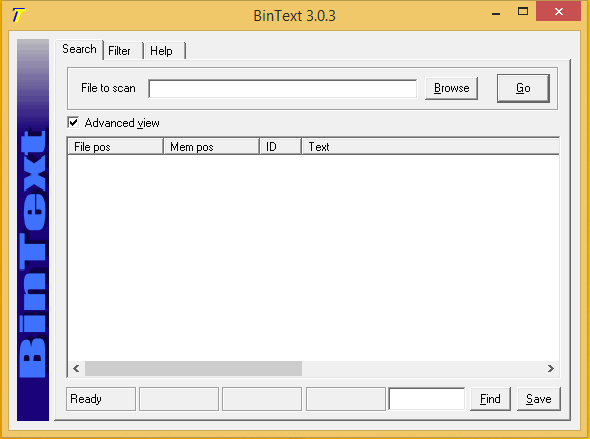 BinText 3.0.3
Search Filter Help
File to scan Browse Go
Advanced view
File pos Mem pos ID Text
BinText
Ready Find Save